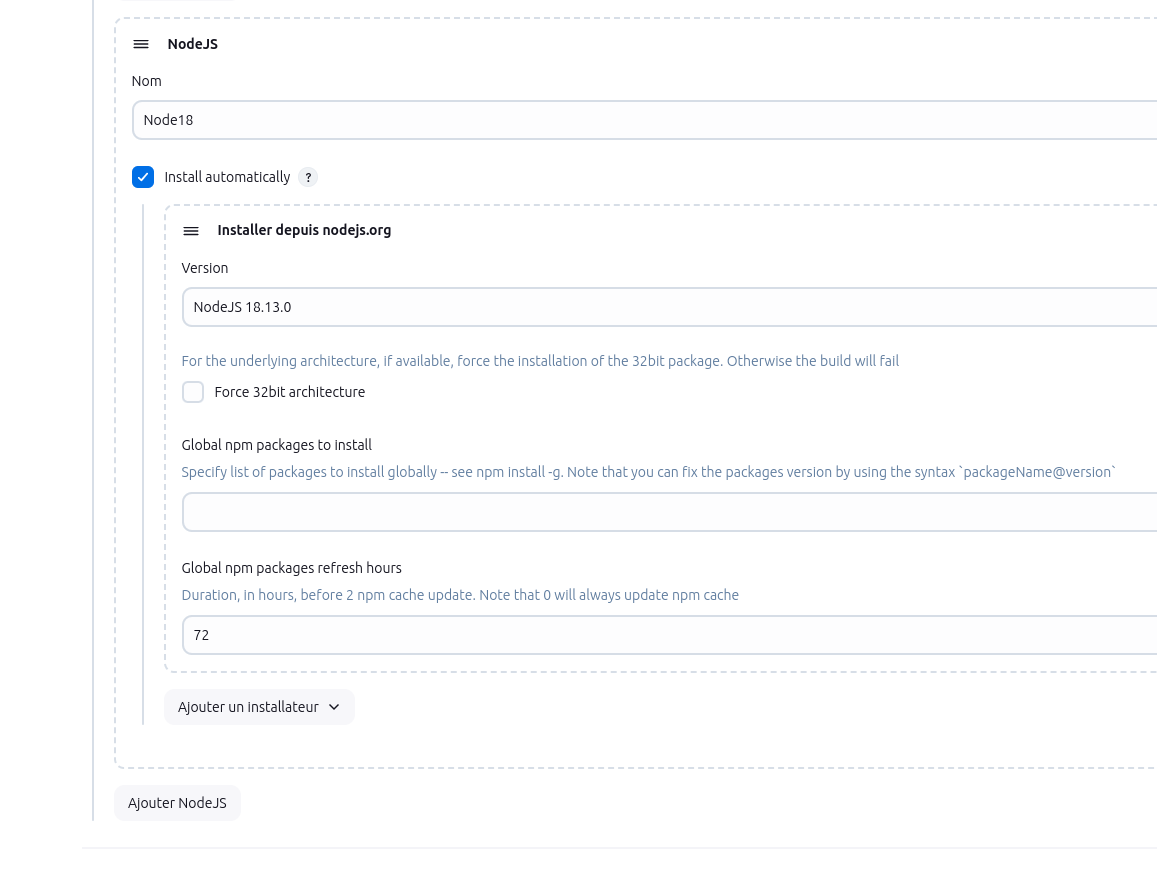 NodeJS
Nom
Node18
Install automatically ?
Installer depuis nodejs.org
Version
NodeJS 18.13.0
For the underlying architecture, if available, force the installation of the 32bit package. Otherwise the build will fail
Force 32bit architecture
Global npm packages to install
Specify list of packages to install globally -- see npm install -g. Note that you can fix the packages version by using the syntax `packageName@version`
Global npm packages refresh hours
Duration, in hours, before 2 npm cache update. Note that 0 will always update npm cache
72
Ajouter un installateur
Ajouter NodeJS